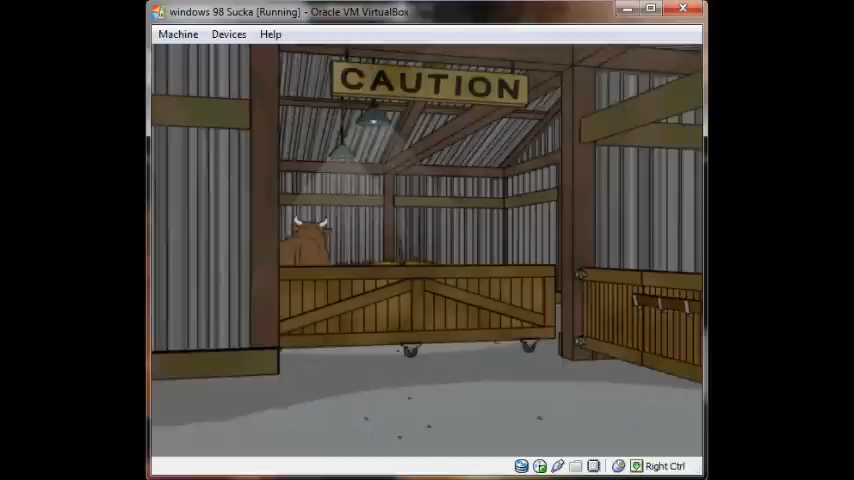 windows 98 Sucka [Running] - Oracle VM VirtualBox
Machine Devices Help
CAUTION
Right Ctrl